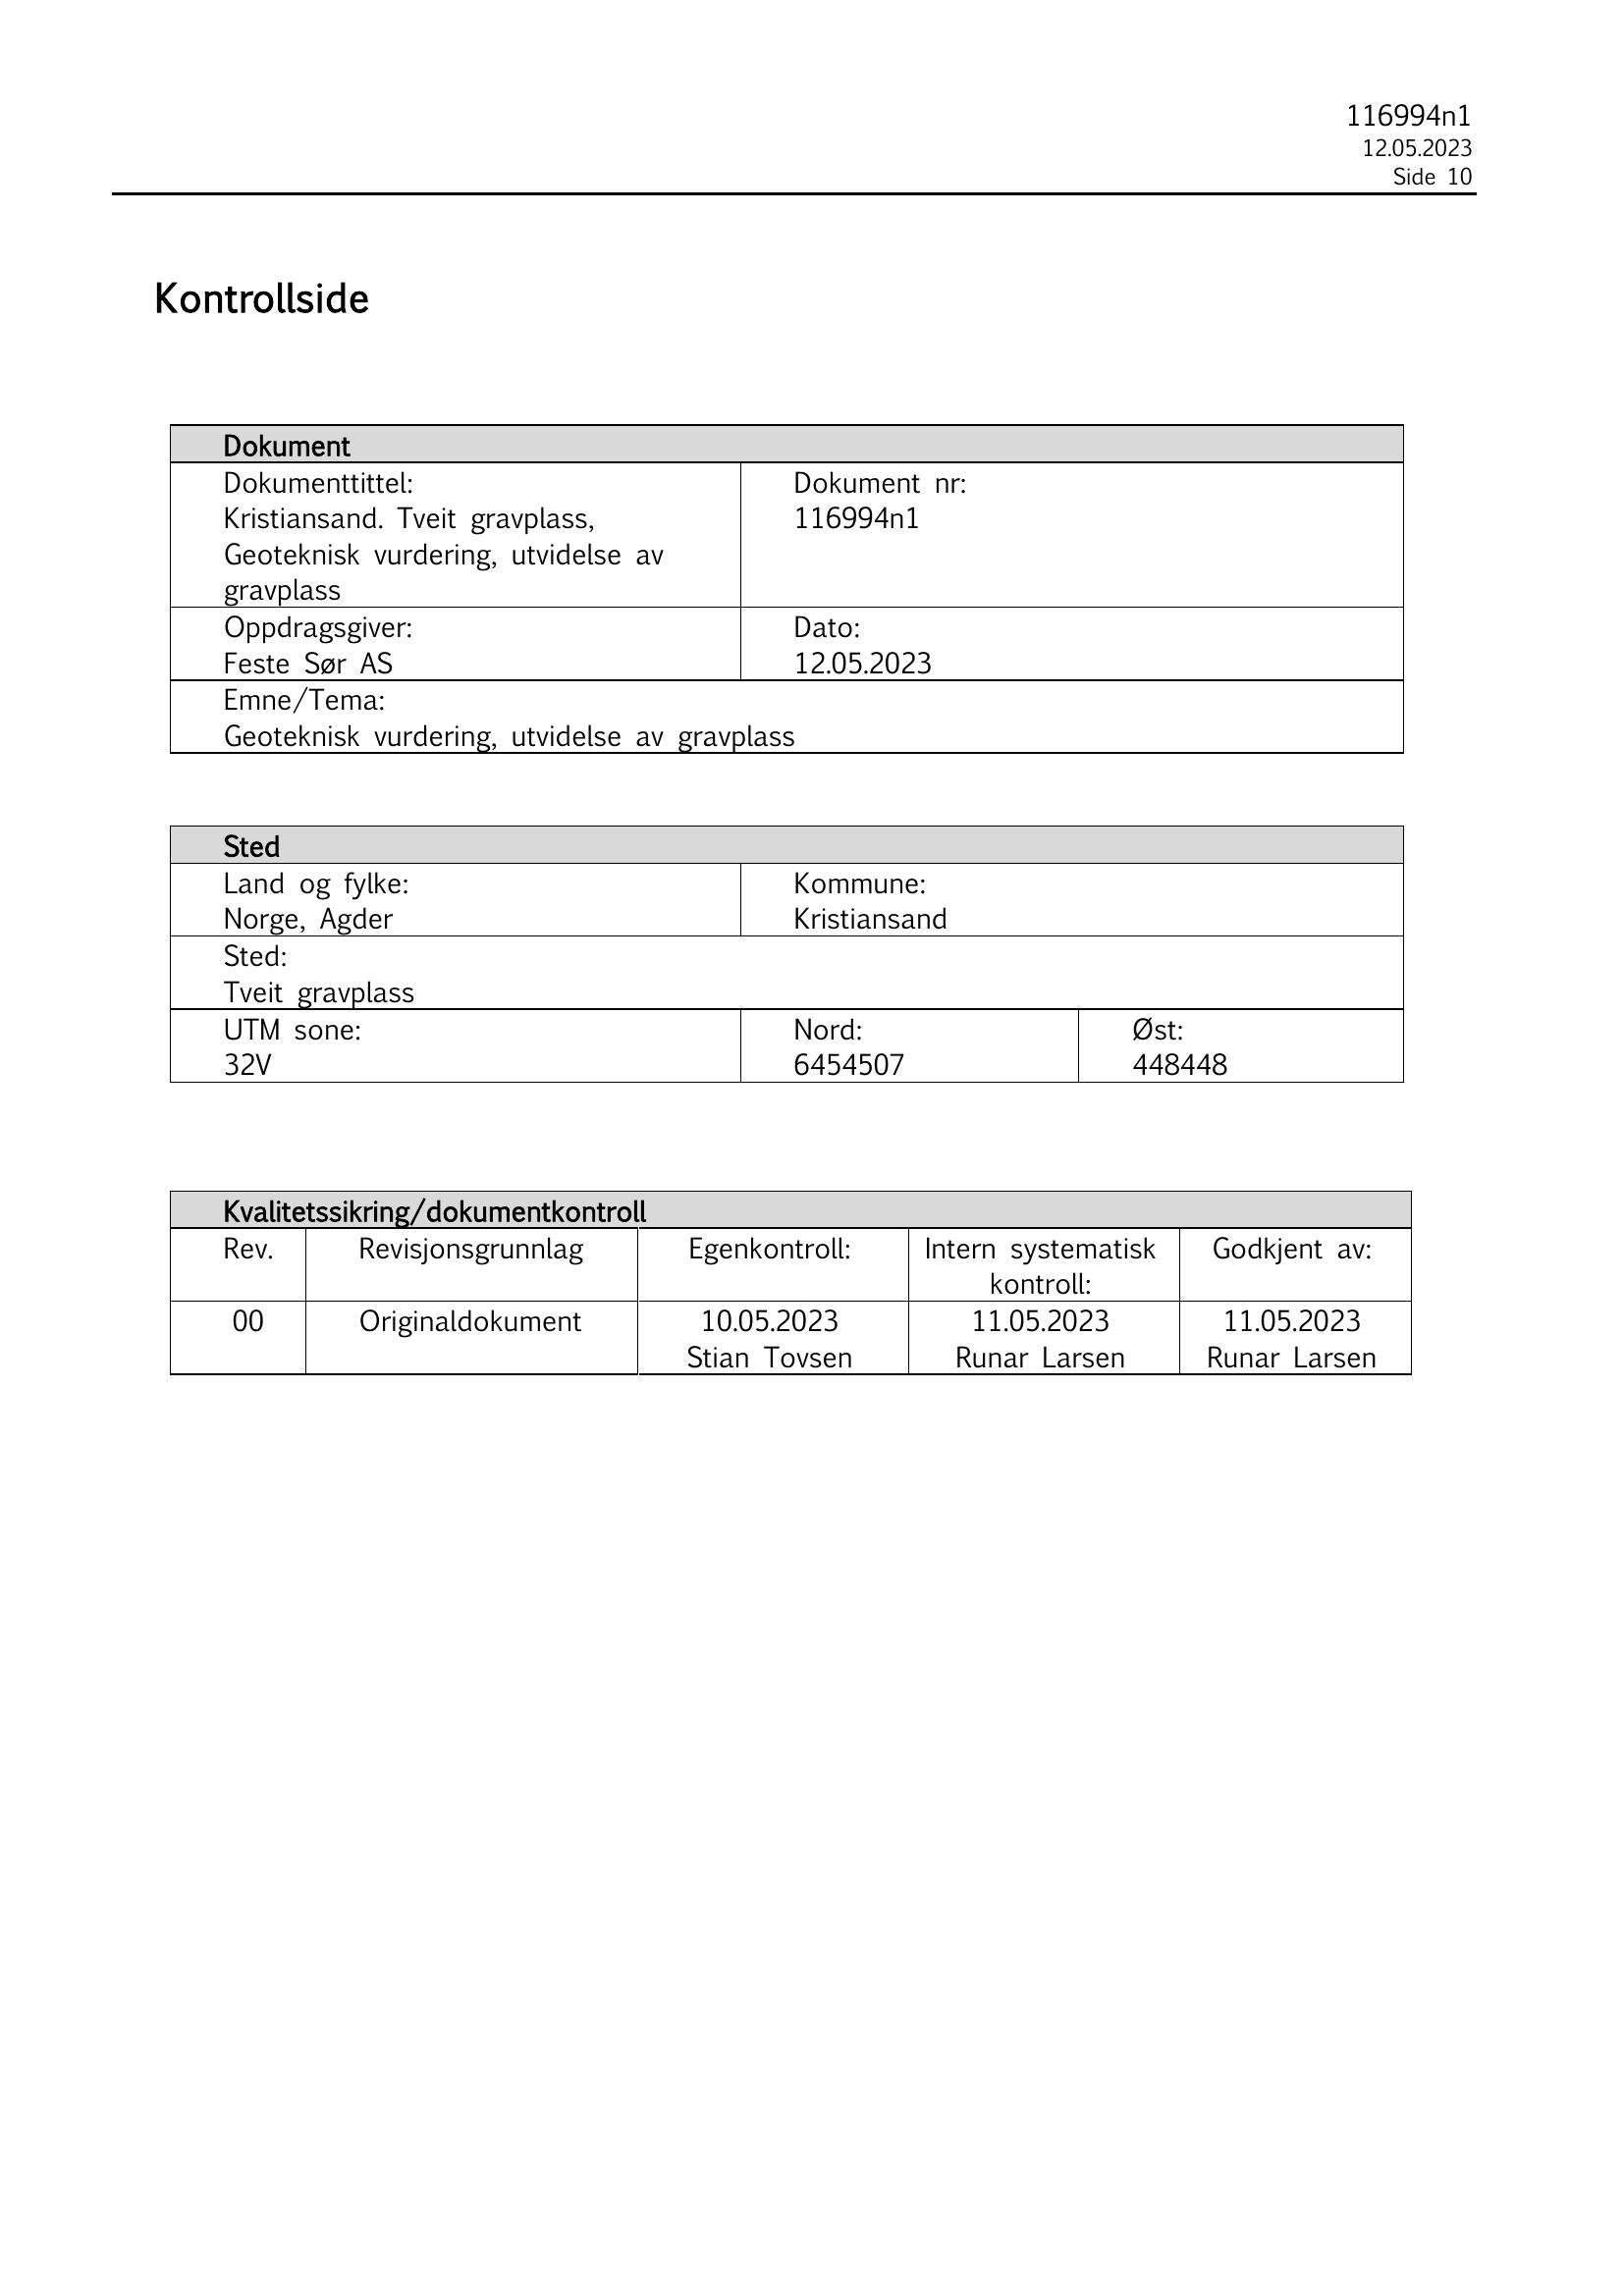 116994n1
12.05.2023
Side 10
Kontrollside
Dokument
Dokumenttittel:
Kristiansand. Tveit gravplass,
Geoteknisk vurdering, utvidelse av
gravplass
Dokument nr:
116994n1
Oppdragsgiver:
Feste Sør AS
Dato:
12.05.2023
Emne/Tema:
Geoteknisk vurdering, utvidelse av gravplass
Sted
Land og fylke:
Norge, Agder
Kommune:
Kristiansand
Sted:
Tveit gravplass
UTM sone:
32V
Nord:
6454507
Øst:
448448
Kvalitetssikring/dokumentkontroll
Rev.
Revisjonsgrunnlag
Egenkontroll:
Intern systematisk
kontroll:
Godkjent av:
00
Originaldokument
10.05.2023
Stian Tovsen
11.05.2023
Runar Larsen
11.05.2023
Runar Larsen